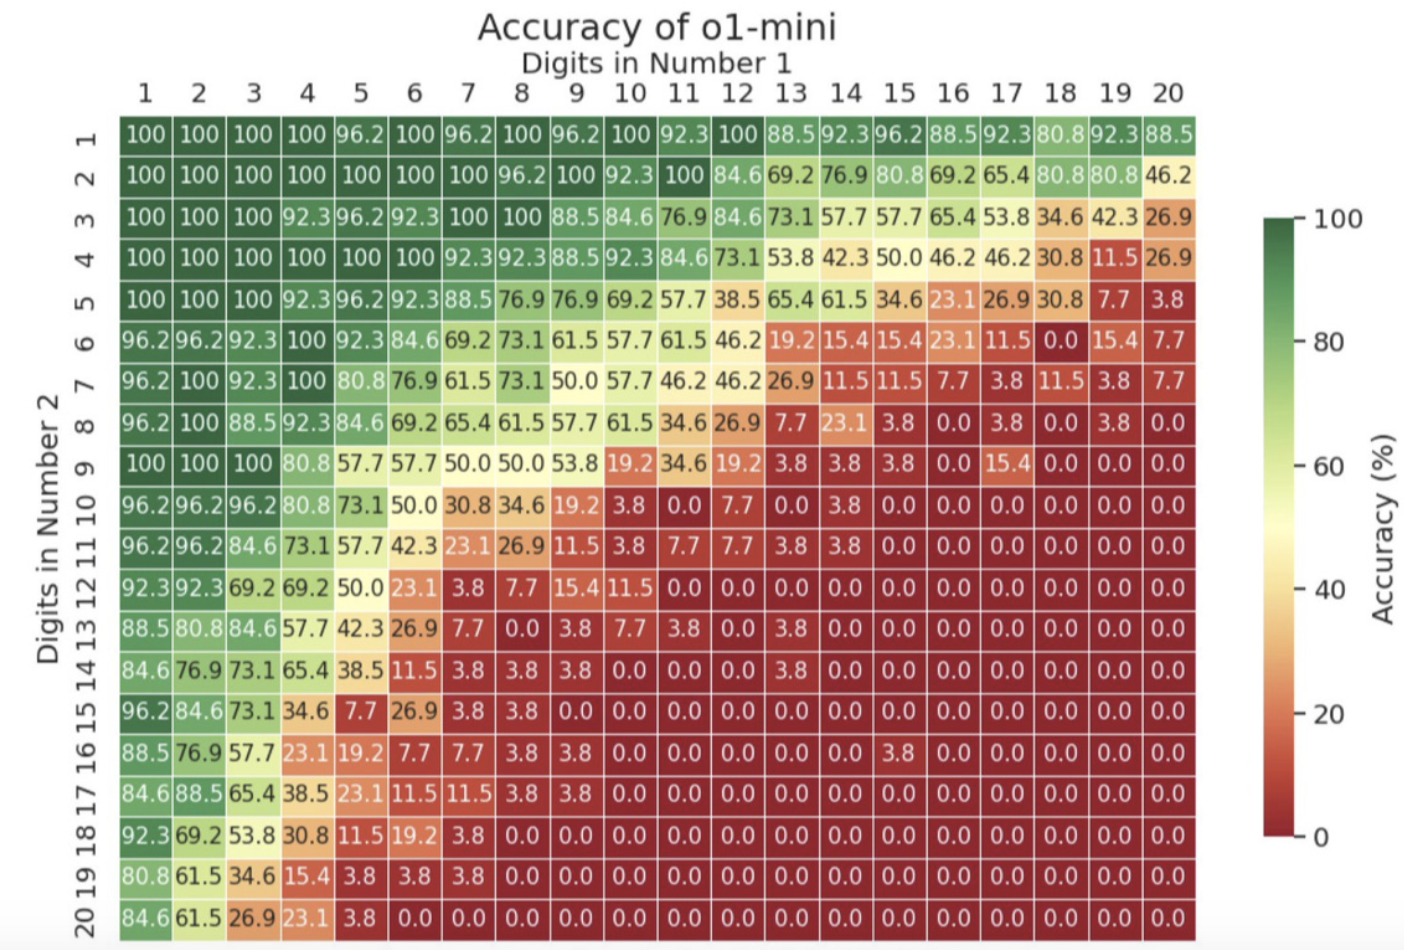 Accuracy of o1-mini
Digits in Number 1
1 2 3 4 5 6 7 8 9 10 11 12 13 14 15 16 17 18 19 20
1 100 100 100 100 96.2 100 96.2 100 96.2 100 92.3 100 88.5 92.3 96.2 88.5 92.3 80.8 92.3 88.5
2 100 100 100 100 100 100 100 96.2 100 92.3 100 84.6 69.2 76.9 80.8 69.2 65.4 80.8 80.8 46.2
3 100 100 100 92.3 96.2 92.3 100 100 88.5 84.6 76.9 84.6 73.1 57.7 57.7 65.4 53.8 34.6 42.3 26.9
4 100 100 100 100 100 100 92.3 92.3 88.5 92.3 84.6 73.1 53.8 42.3 50.0 46.2 46.2 30.8 11.5 26.9
5 100 100 100 92.3 96.2 92.3 88.5 76.9 76.9 69.2 57.7 38.5 65.4 61.5 34.6 23.1 26.9 30.8 7.7 3.8
6 96.2 96.2 92.3 100 92.3 84.6 69.2 73.1 61.5 57.7 61.5 46.2 19.2 15.4 15.4 23.1 11.5 0.0 15.4 7.7
7 96.2 100 92.3 100 80.8 76.9 61.5 73.1 50.0 57.7 46.2 46.2 26.9 11.5 11.5 7.7 3.8 11.5 3.8 7.7
8 96.2 100 88.5 92.3 84.6 69.2 65.4 61.5 57.7 61.5 34.6 26.9 7.7 23.1 3.8 0.0 3.8 0.0 3.8 0.0
9 100 100 100 80.8 57.7 57.7 50.0 50.0 53.8 19.2 34.6 19.2 3.8 3.8 3.8 0.0 15.4 0.0 0.0 0.0
10 96.2 96.2 96.2 80.8 73.1 50.0 30.8 34.6 19.2 3.8 0.0 7.7 0.0 3.8 0.0 0.0 0.0 0.0 0.0 0.0
11 96.2 96.2 84.6 73.1 57.7 42.3 23.1 26.9 11.5 3.8 7.7 7.7 3.8 3.8 0.0 0.0 0.0 0.0 0.0 0.0
12 92.3 92.3 69.2 69.2 50.0 23.1 3.8 7.7 15.4 11.5 0.0 0.0 0.0 0.0 0.0 0.0 0.0 0.0 0.0 0.0
13 88.5 80.8 84.6 57.7 42.3 26.9 7.7 0.0 3.8 7.7 3.8 0.0 3.8 0.0 0.0 0.0 0.0 0.0 0.0 0.0
14 84.6 76.9 73.1 65.4 38.5 11.5 3.8 3.8 3.8 0.0 0.0 0.0 3.8 0.0 0.0 0.0 0.0 0.0 0.0 0.0
15 96.2 84.6 73.1 34.6 7.7 26.9 3.8 3.8 0.0 0.0 0.0 0.0 0.0 0.0 0.0 0.0 0.0 0.0 0.0 0.0
16 88.5 76.9 57.7 23.1 19.2 7.7 7.7 3.8 3.8 0.0 0.0 0.0 0.0 0.0 3.8 0.0 0.0 0.0 0.0 0.0
17 84.6 88.5 65.4 38.5 23.1 11.5 11.5 3.8 3.8 0.0 0.0 0.0 0.0 0.0 0.0 0.0 0.0 0.0 0.0 0.0
18 92.3 69.2 53.8 30.8 11.5 19.2 3.8 0.0 0.0 0.0 0.0 0.0 0.0 0.0 0.0 0.0 0.0 0.0 0.0 0.0
19 80.8 61.5 34.6 15.4 3.8 3.8 3.8 0.0 0.0 0.0 0.0 0.0 0.0 0.0 0.0 0.0 0.0 0.0 0.0 0.0
20 84.6 61.5 26.9 23.1 3.8 0.0 0.0 0.0 0.0 0.0 0.0 0.0 0.0 0.0 0.0 0.0 0.0 0.0 0.0 0.0
Digits in Number 2
100
80
60
40
20
0
Accuracy (%)